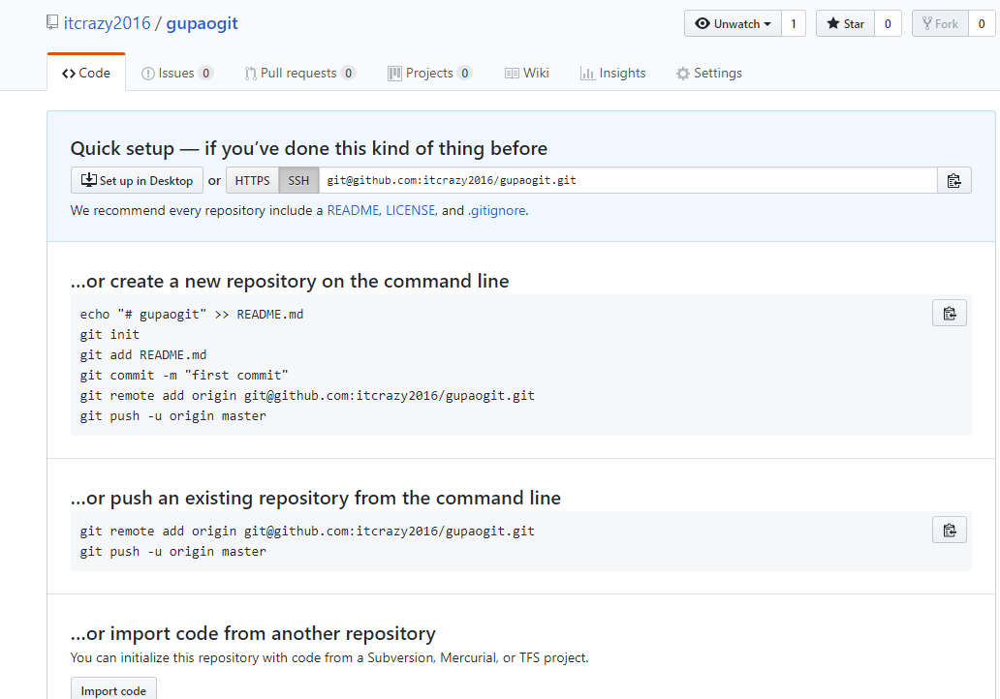 itcrazy2016 / gupaogit
Unwatch 1 Star 0 Fork 0
Code Issues 0 Pull requests 0 Projects 0 Wiki Insights Settings
Quick setup — if you’ve done this kind of thing before
Set up in Desktop or HTTPS SSH git@github.com:itcrazy2016/gupaogit.git
We recommend every repository include a README, LICENSE, and .gitignore.
…or create a new repository on the command line
echo "# gupaogit" >> README.md
git init
git add README.md
git commit -m "first commit"
git remote add origin git@github.com:itcrazy2016/gupaogit.git
git push -u origin master
…or push an existing repository from the command line
git remote add origin git@github.com:itcrazy2016/gupaogit.git
git push -u origin master
…or import code from another repository
You can initialize this repository with code from a Subversion, Mercurial, or TFS project.
Import code